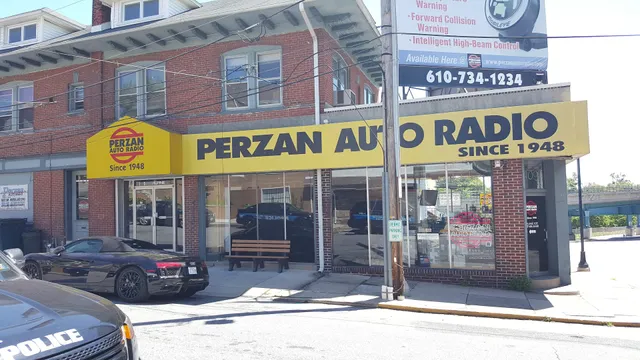 Warning
•Forward Collision
Warning
•Intelligent High-Beam Control
Available Here
610-734-1234
PERZAN
AUTO RADIO
Since 1948
PERZAN AUTO RADIO
SINCE 1948
POLICE